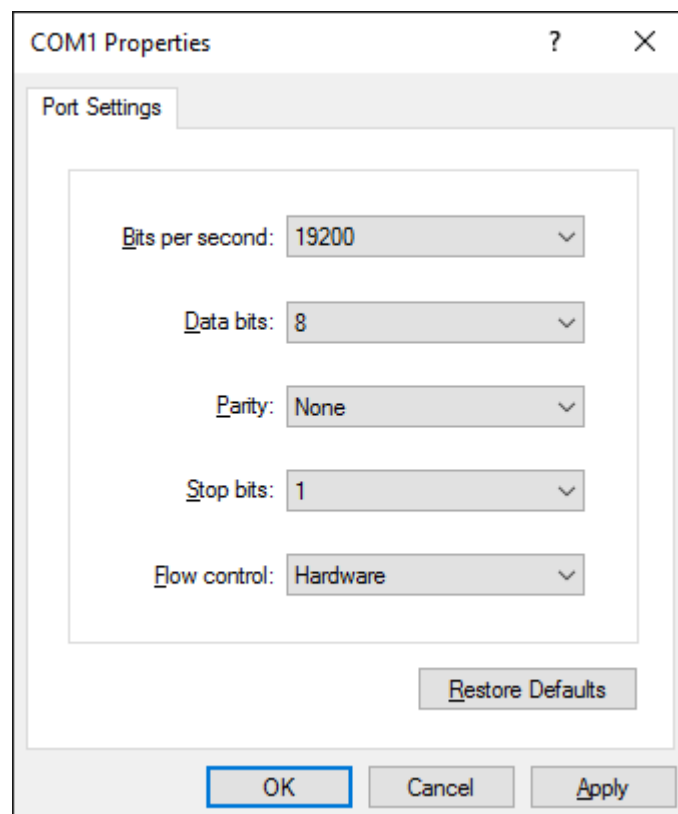 COM1 Properties ?
Port Settings
Bits per second: 19200
Data bits: 8
Parity: None
Stop bits: 1
Flow control: Hardware
Restore Defaults
OK Cancel Apply